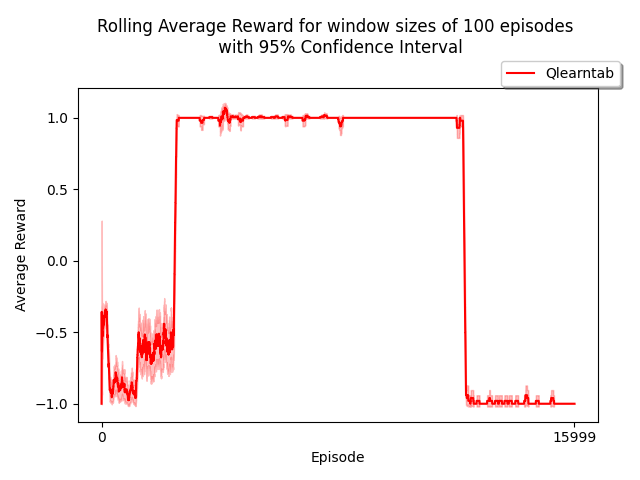 Rolling Average Reward for window sizes of 100 episodes
with 95% Confidence Interval
Qlearntab
1.0
0.5
0.0
−0.5
−1.0
Average Reward
0
15999
Episode